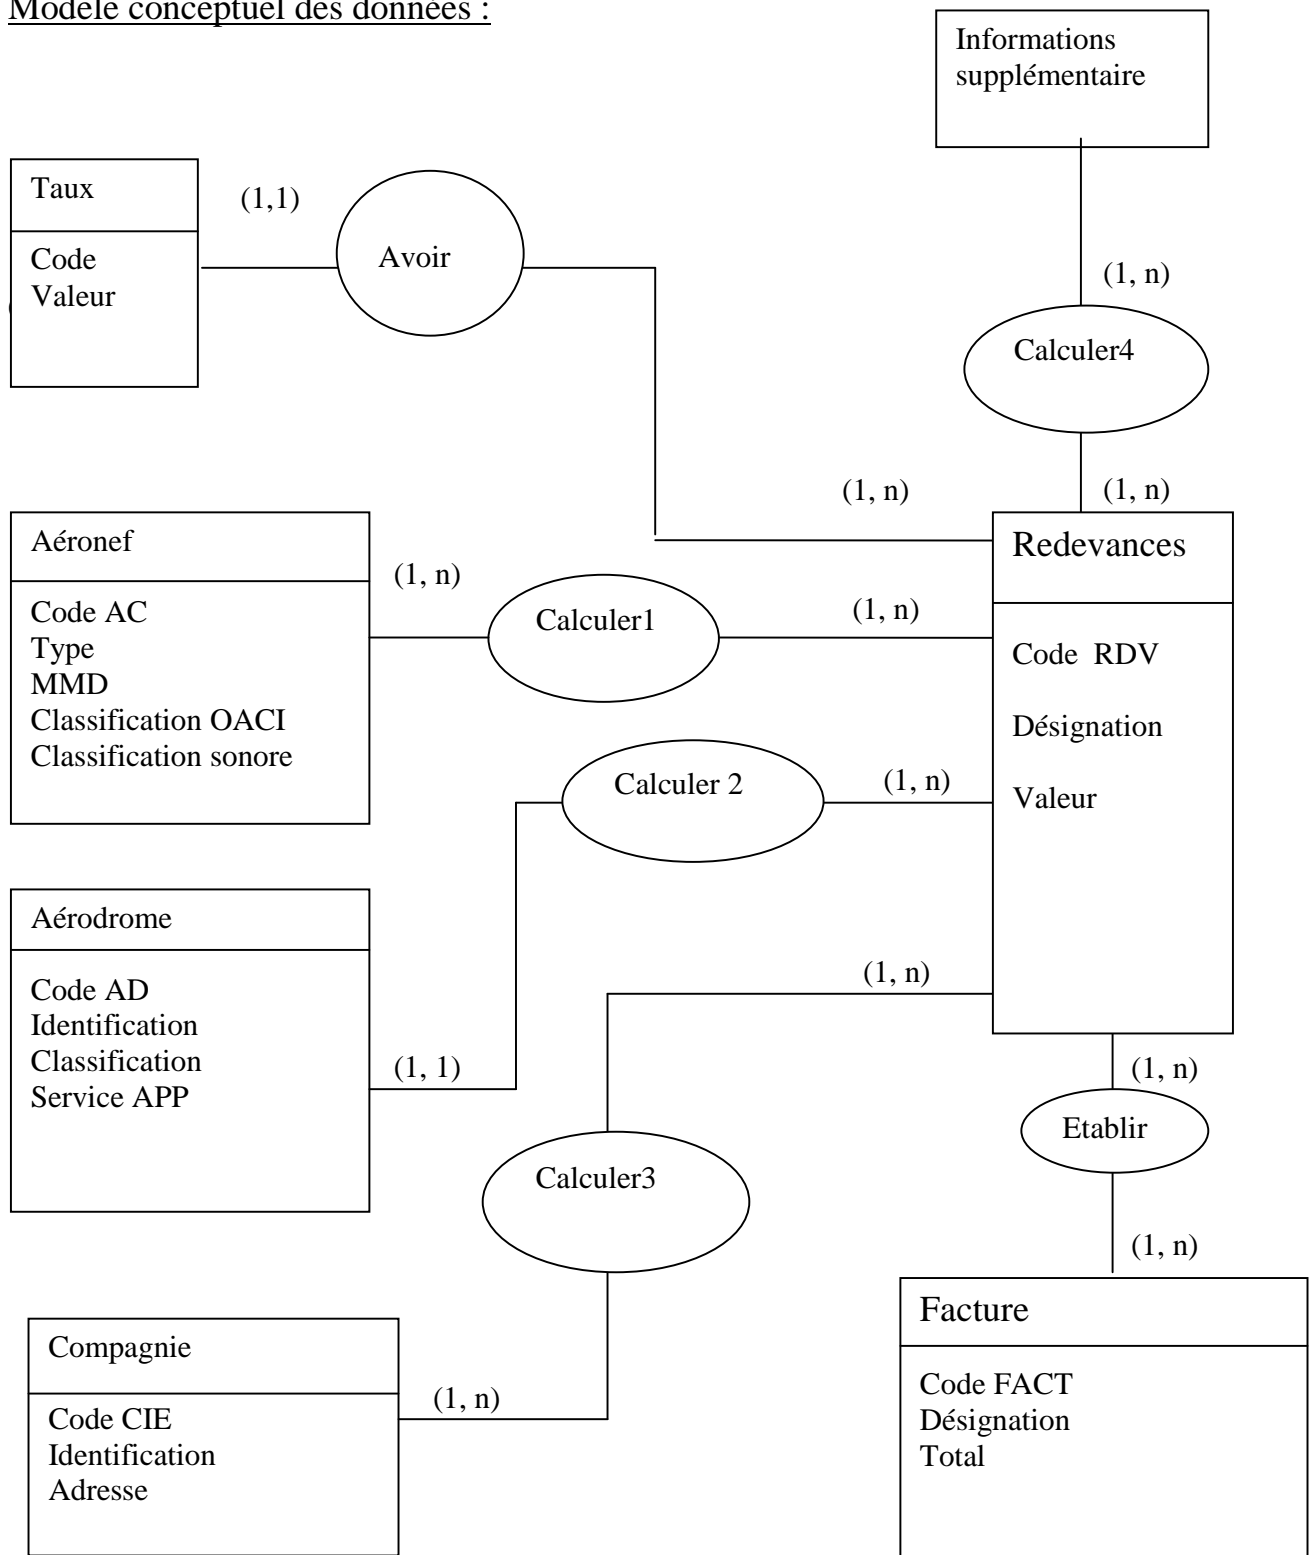 Modèle conceptuel des données :
Informations
supplémentaire
Taux
(1,1)
Avoir
Code
Valeur
(1, n)
Calculer4
(1, n)
(1, n)
Aéronef
Redevances
(1, n)
Calculer1
(1, n)
Code AC
Type
MMD
Classification OACI
Classification sonore
Code RDV
Désignation
Valeur
Calculer 2
(1, n)
Aérodrome
(1, n)
Code AD
Identification
Classification
Service APP
(1, 1)
(1, n)
Etablir
Calculer3
(1, n)
Facture
Compagnie
(1, n)
Code CIE
Identification
Adresse
Code FACT
Désignation
Total